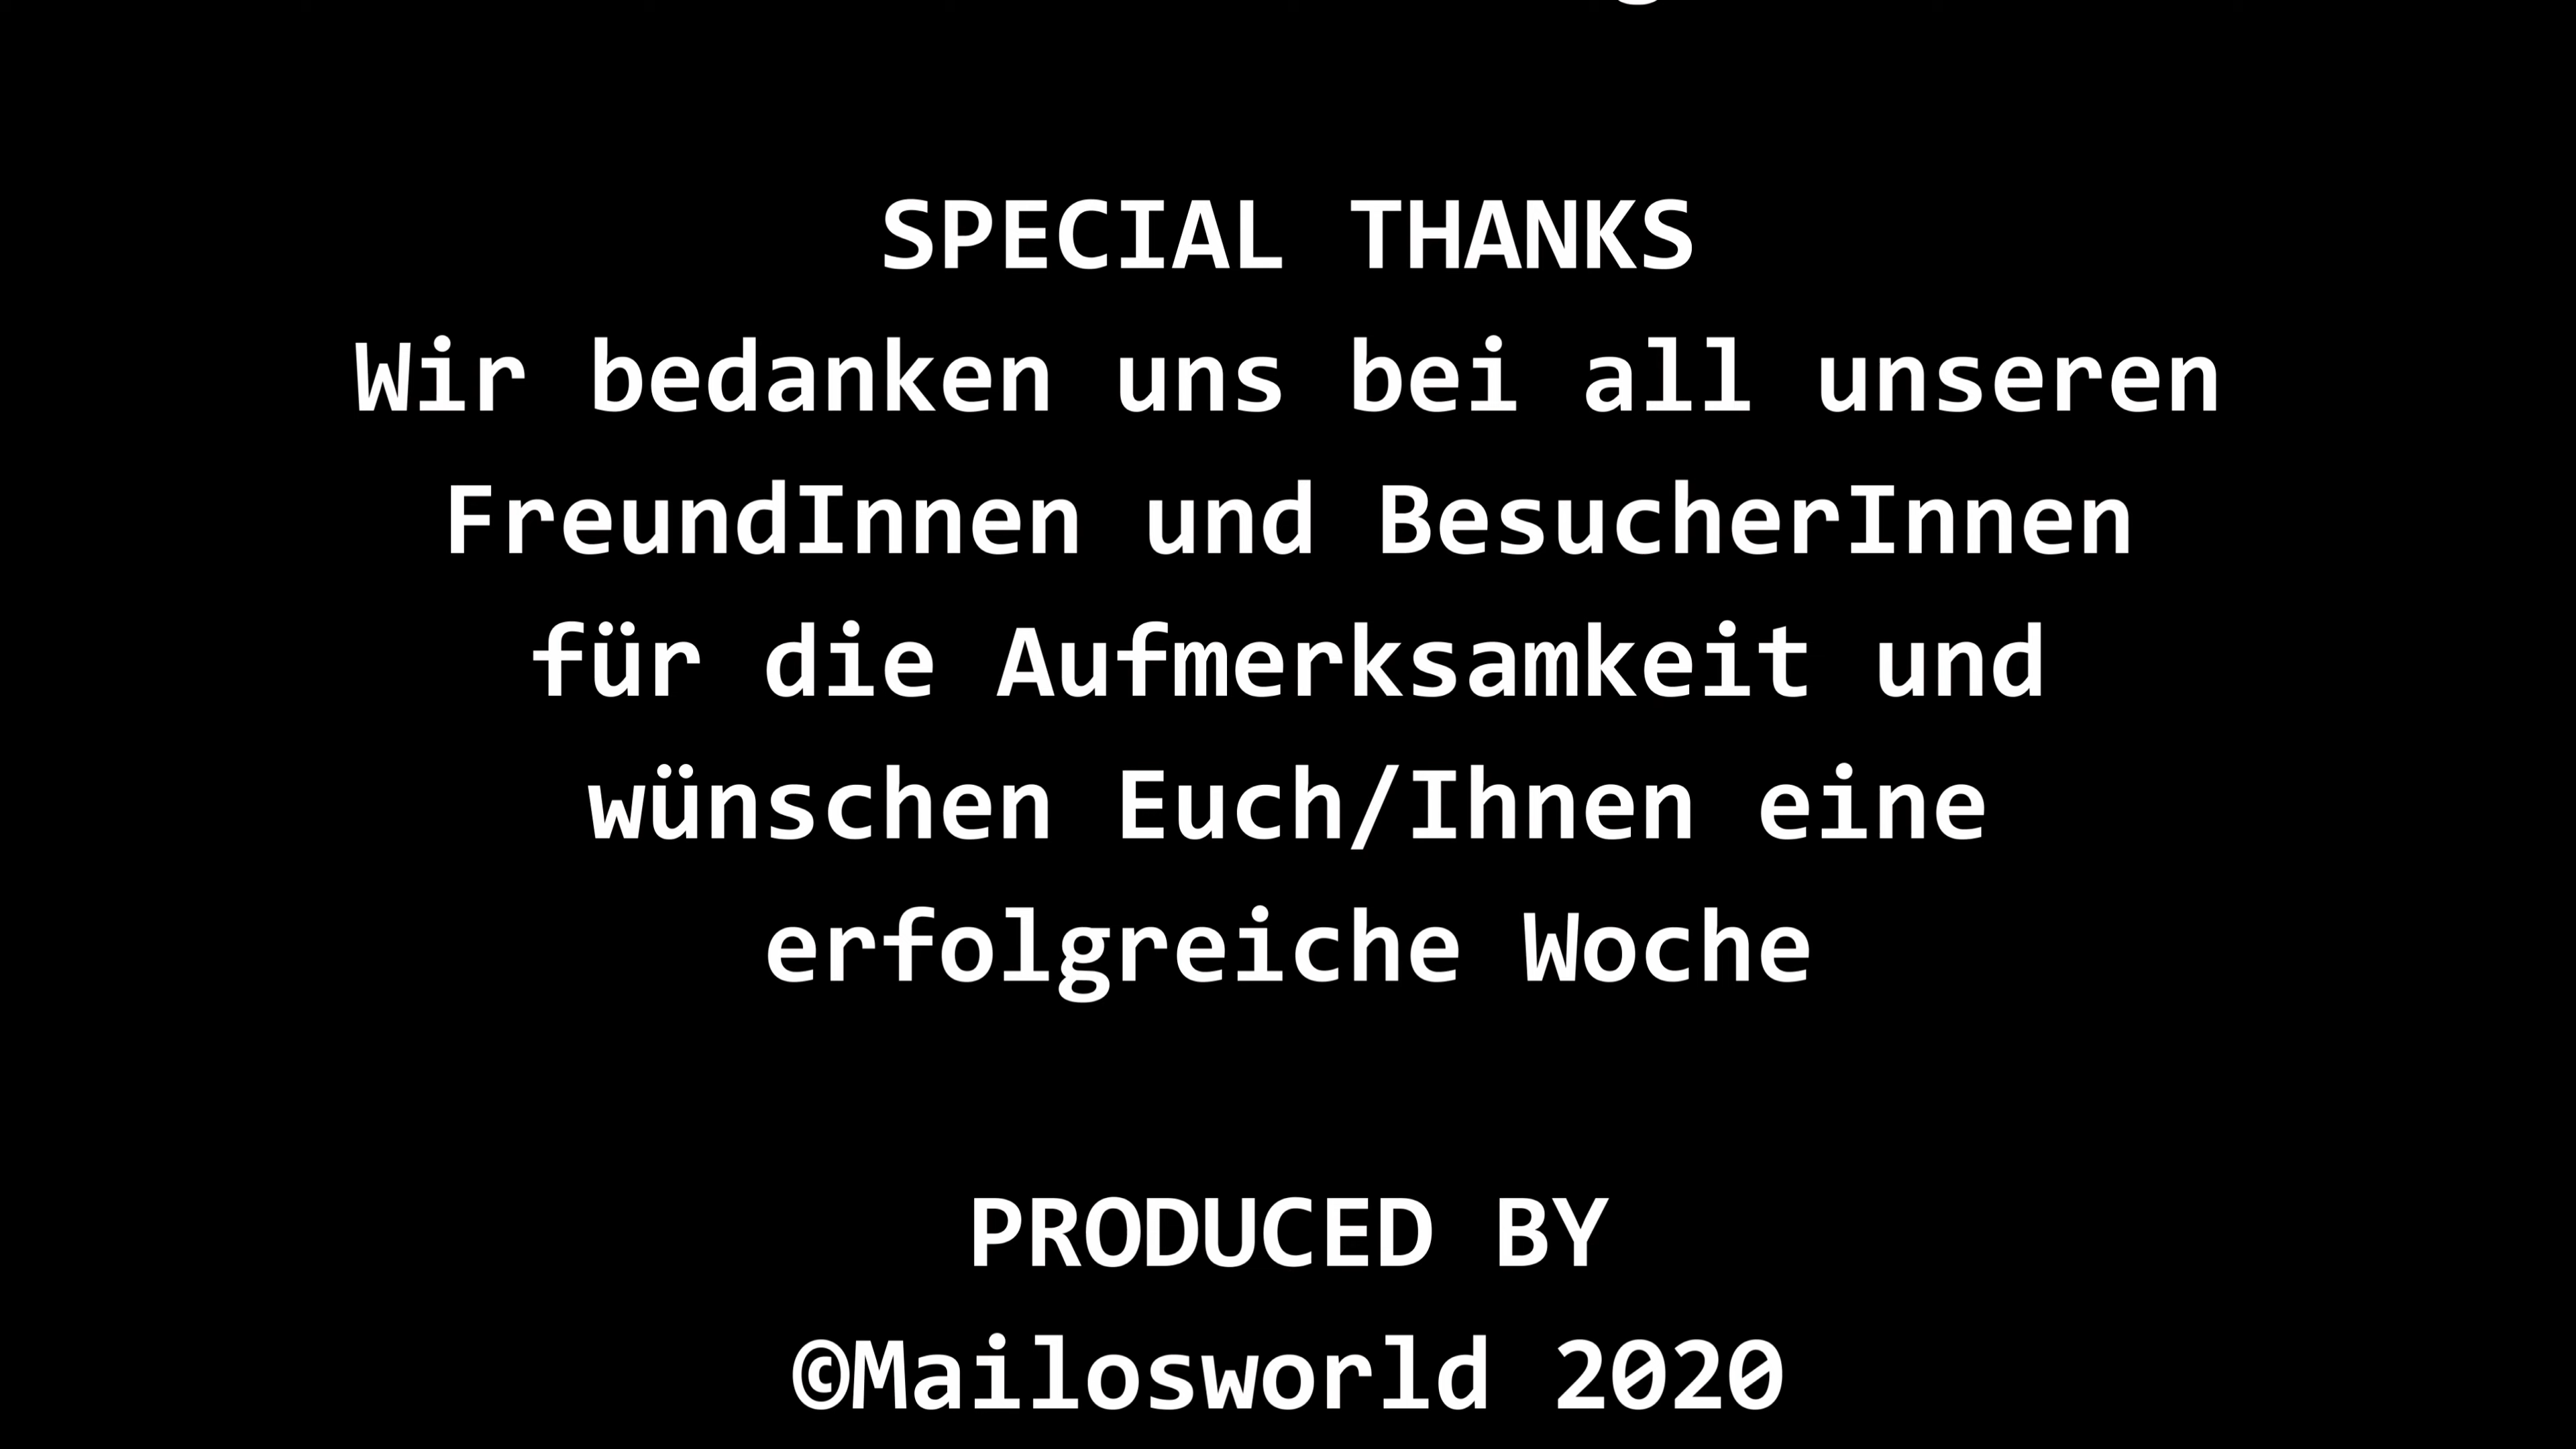 SPECIAL THANKS
Wir bedanken uns bei all unseren
FreundInnen und BesucherInnen
für die Aufmerksamkeit und
wünschen Euch/Ihnen eine
erfolgreiche Woche
PRODUCED BY
©Mailosworld 2020